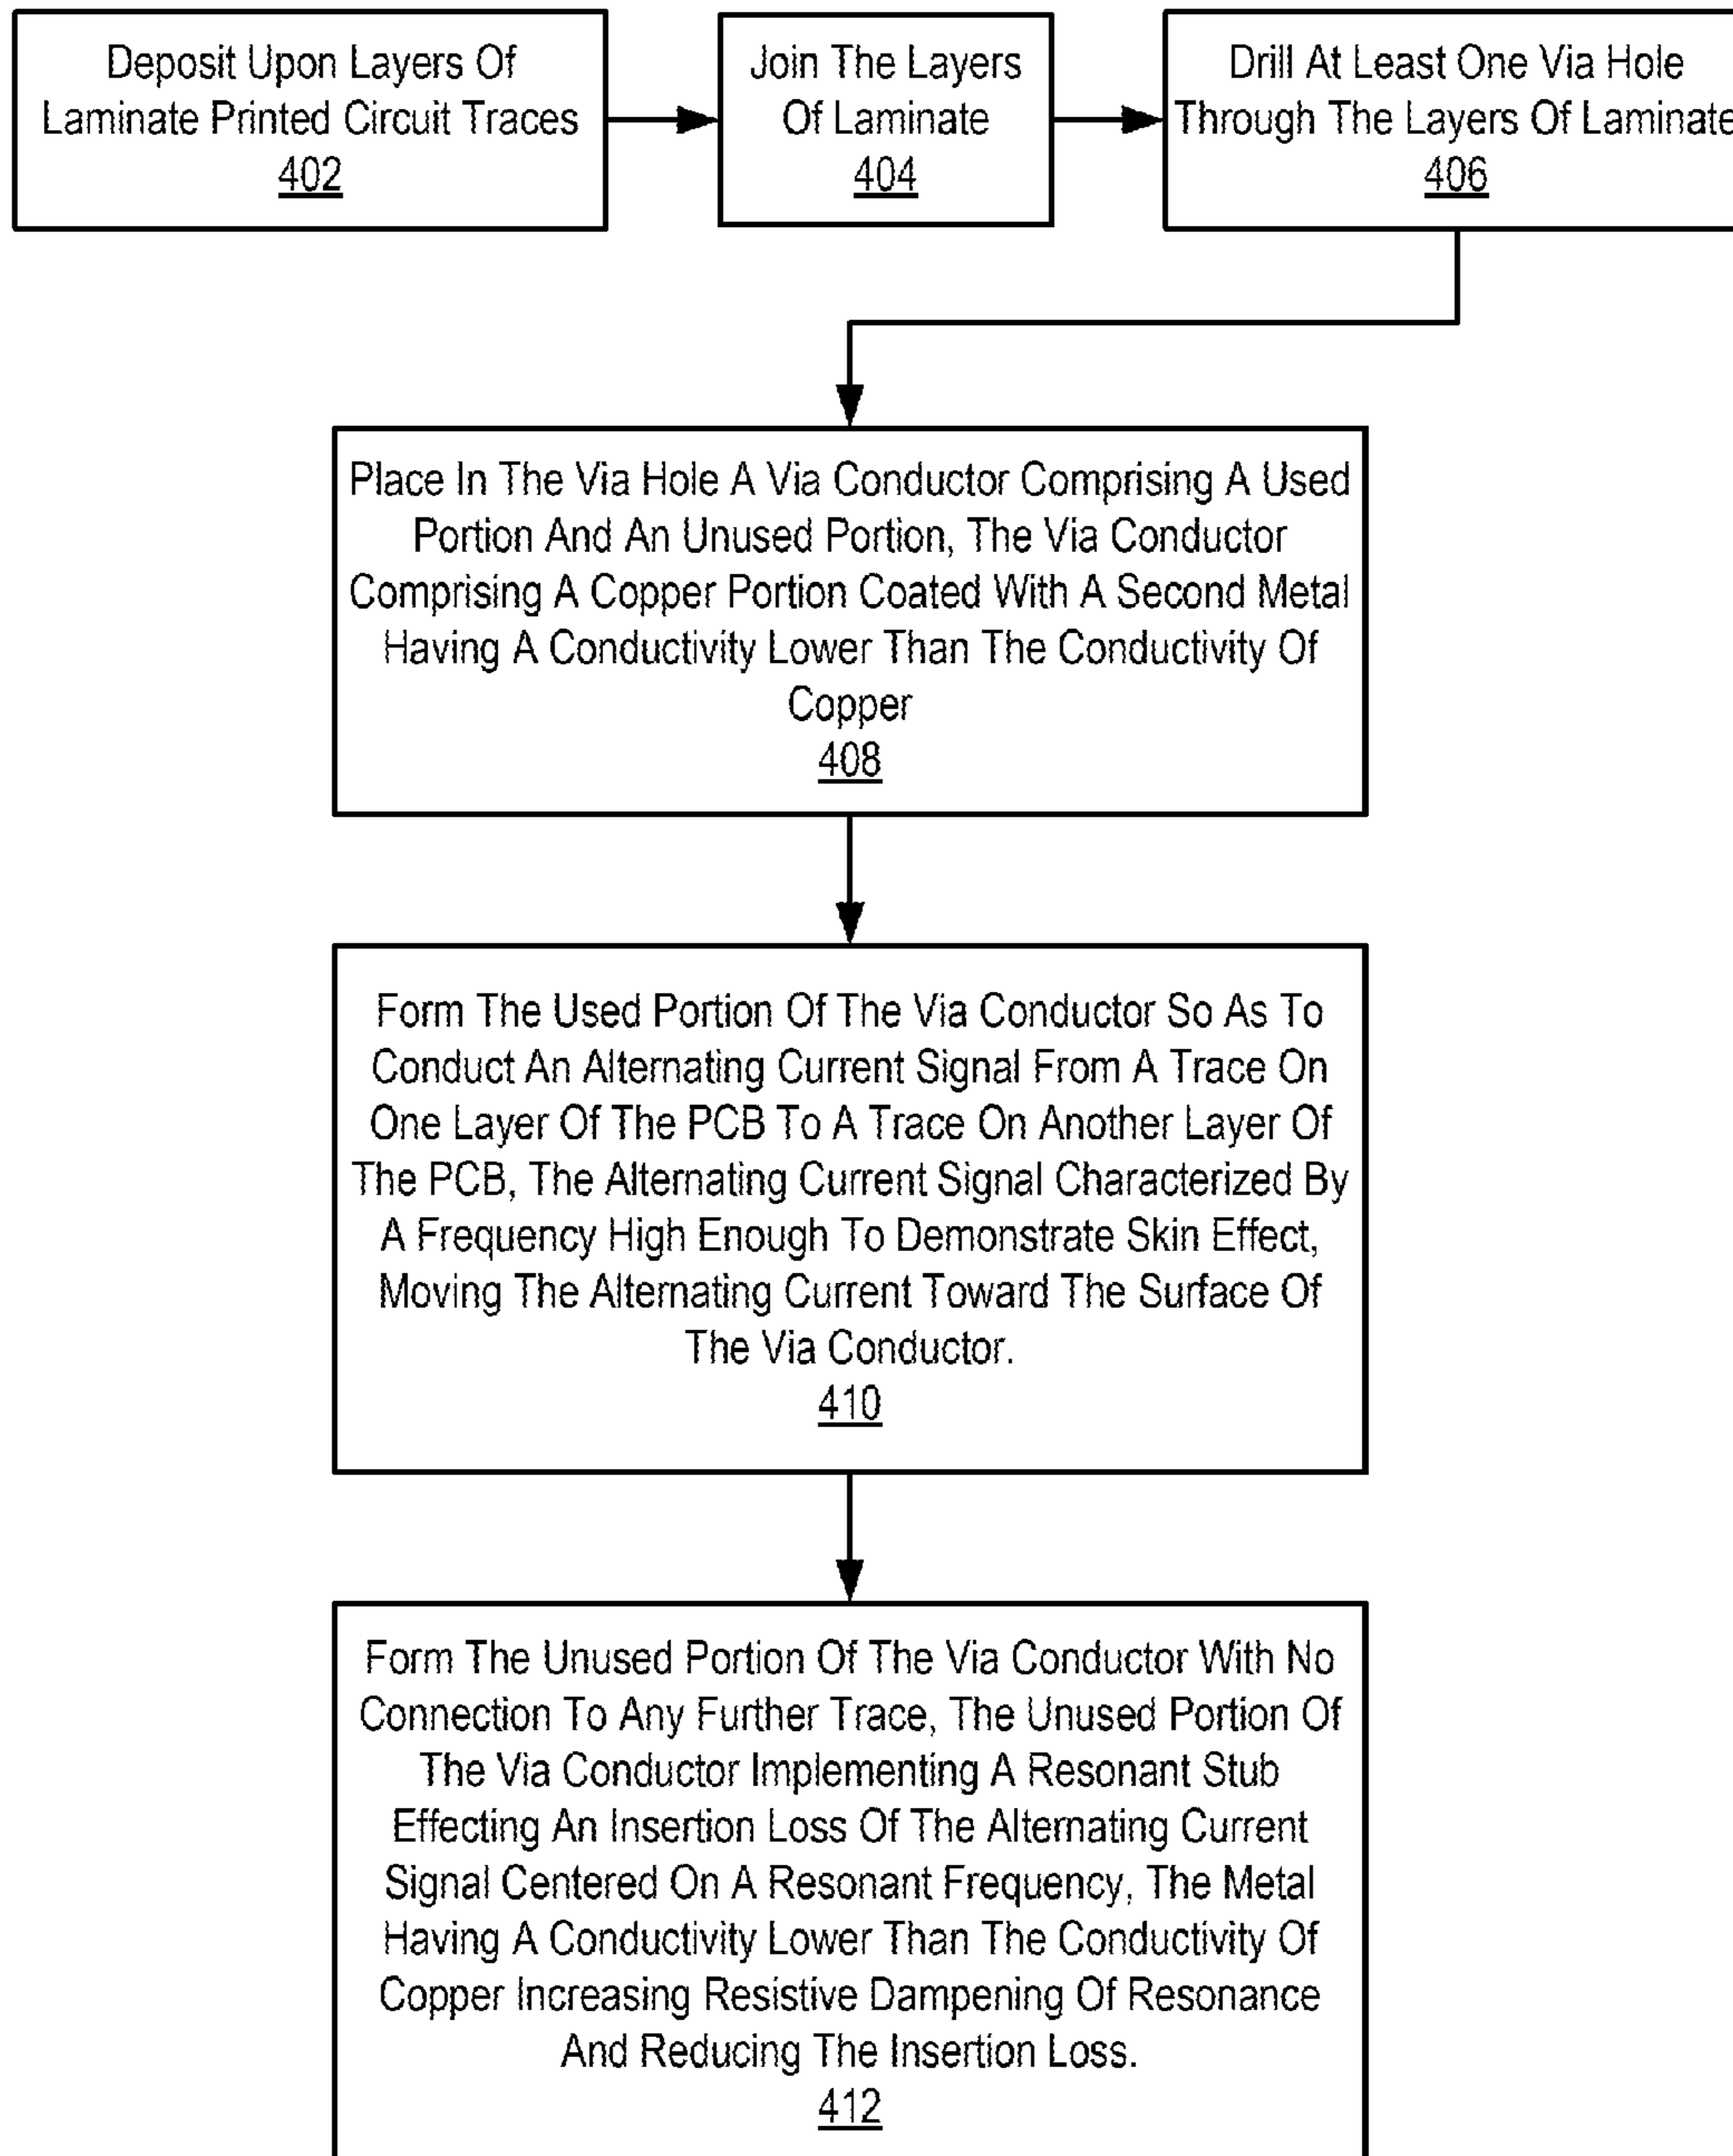 Deposit Upon Layers Of
Laminate Printed Circuit Traces
402
Join The Layers
Of Laminate
404
Drill At Least One Via Hole
Through The Layers Of Laminate
406
Place In The Via Hole A Via Conductor Comprising A Used
Portion And An Unused Portion, The Via Conductor
Comprising A Copper Portion Coated With A Second Metal
Having A Conductivity Lower Than The Conductivity Of
Copper
408
Form The Used Portion Of The Via Conductor So As To
Conduct An Alternating Current Signal From A Trace On
One Layer Of The PCB To A Trace On Another Layer Of
The PCB, The Alternating Current Signal Characterized By
A Frequency High Enough To Demonstrate Skin Effect,
Moving The Alternating Current Toward The Surface Of
The Via Conductor.
410
Form The Unused Portion Of The Via Conductor With No
Connection To Any Further Trace, The Unused Portion Of
The Via Conductor Implementing A Resonant Stub
Effecting An Insertion Loss Of The Alternating Current
Signal Centered On A Resonant Frequency, The Metal
Having A Conductivity Lower Than The Conductivity Of
Copper Increasing Resistive Dampening Of Resonance
And Reducing The Insertion Loss.
412